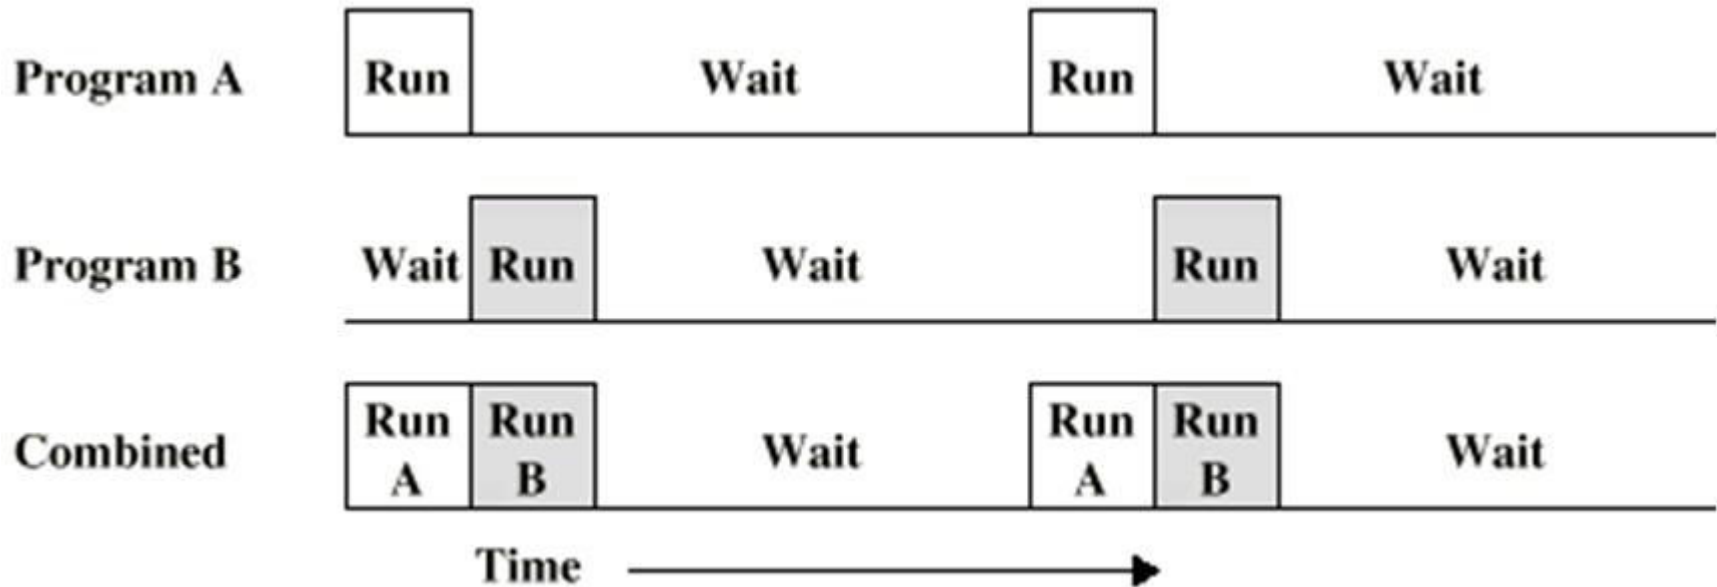 Program A Run Wait Run Wait
Program B Wait Run Wait Run Wait
Combined Run A Run B Wait Run A Run B Wait
Time